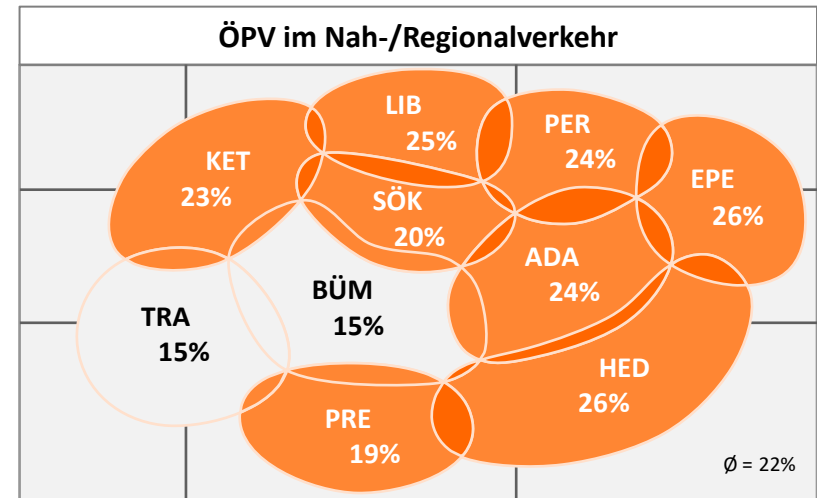 ÖPV im Nah-/Regionalverkehr
LIB
25%
PER
24%
KET
23%
EPE
26%
SÖK
20%
ADA
24%
BÜM
15%
TRA
15%
HED
26%
PRE
19%
Ø = 22%